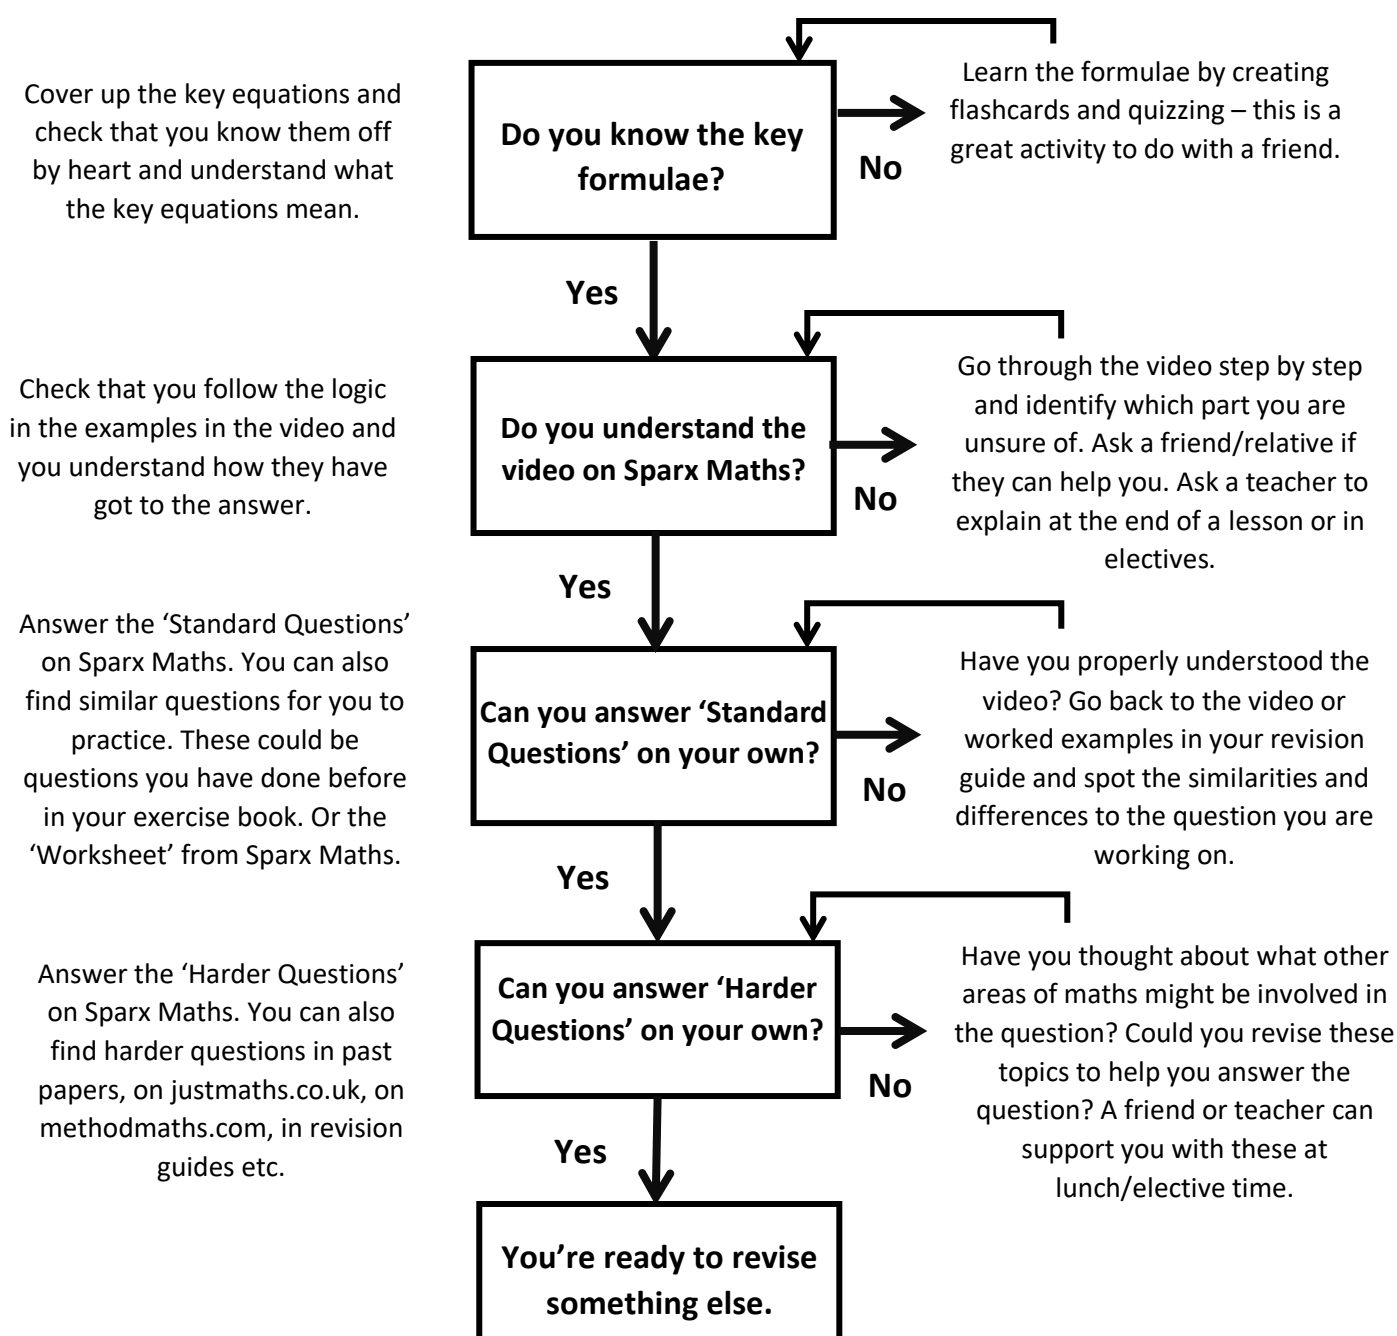 Cover up the key equations and
check that you know them off
by heart and understand what
the key equations mean.
Do you know the key
formulae?
No
Learn the formulae by creating
flashcards and quizzing – this is a
great activity to do with a friend.
Yes
Check that you follow the logic
in the examples in the video and
you understand how they have
got to the answer.
Do you understand the
video on Sparx Maths?
No
Go through the video step by step
and identify which part you are
unsure of. Ask a friend/relative if
they can help you. Ask a teacher to
explain at the end of a lesson or in
electives.
Yes
Answer the ‘Standard Questions’
on Sparx Maths. You can also
find similar questions for you to
practice. These could be
questions you have done before
in your exercise book. Or the
‘Worksheet’ from Sparx Maths.
Can you answer ‘Standard
Questions’ on your own?
No
Have you properly understood the
video? Go back to the video or
worked examples in your revision
guide and spot the similarities and
differences to the question you are
working on.
Yes
Answer the ‘Harder Questions’
on Sparx Maths. You can also
find harder questions in past
papers, on justmaths.co.uk, on
methodmaths.com, in revision
guides etc.
Can you answer ‘Harder
Questions’ on your own?
No
Have you thought about what other
areas of maths might be involved in
the question? Could you revise these
topics to help you answer the
question? A friend or teacher can
support you with these at
lunch/elective time.
Yes
You’re ready to revise
something else.